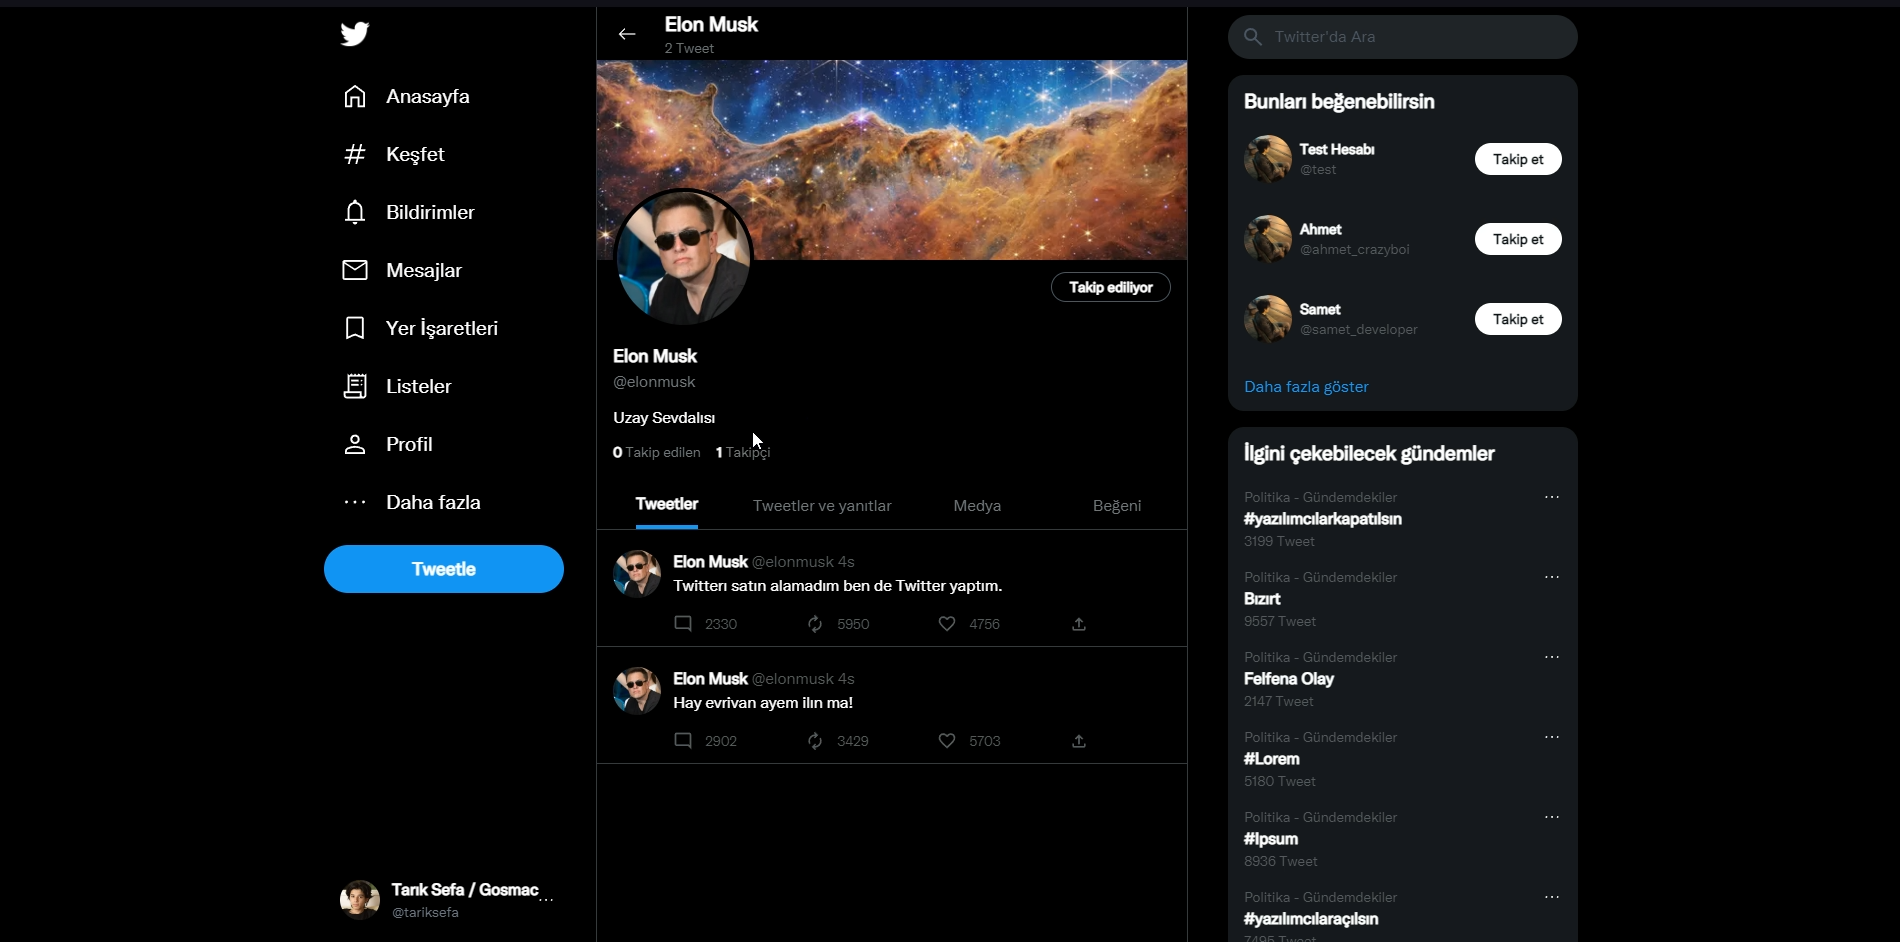 Anasayfa
Keşfet
Bildirimler
Mesajlar
Yer İşaretleri
Listeler
Profil
Daha fazla
Tweetle
Tarık Sefa / Gosmac
@tariksefa
Elon Musk
2 Tweet
Takip ediliyor
Elon Musk
@elonmusk
Uzay Sevdalısı
0 Takip edilen 1 Takipçi
Tweetler Tweetler ve yanıtlar Medya Beğeni
Elon Musk @elonmusk 4s
Twitterı satın alamadım ben de Twitter yaptım.
2330 5950 4756
Elon Musk @elonmusk 4s
Hay evrivan ayem ilın ma!
2902 3429 5703
Twitter'da Ara
Bunları beğenebilirsin
Test Hesabı
@test
Takip et
Ahmet
@ahmet_crazyboi
Takip et
Samet
@samet_developer
Takip et
Daha fazla göster
İlgini çekebilecek gündemler
Politika - Gündemdekiler
#yazılımcılarkapatılsın
3199 Tweet
Politika - Gündemdekiler
Bızırt
9557 Tweet
Politika - Gündemdekiler
Felfena Olay
2147 Tweet
Politika - Gündemdekiler
#Lorem
5180 Tweet
Politika - Gündemdekiler
#Ipsum
8936 Tweet
Politika - Gündemdekiler
#yazılımcılaraçılsın
7495 Tweet